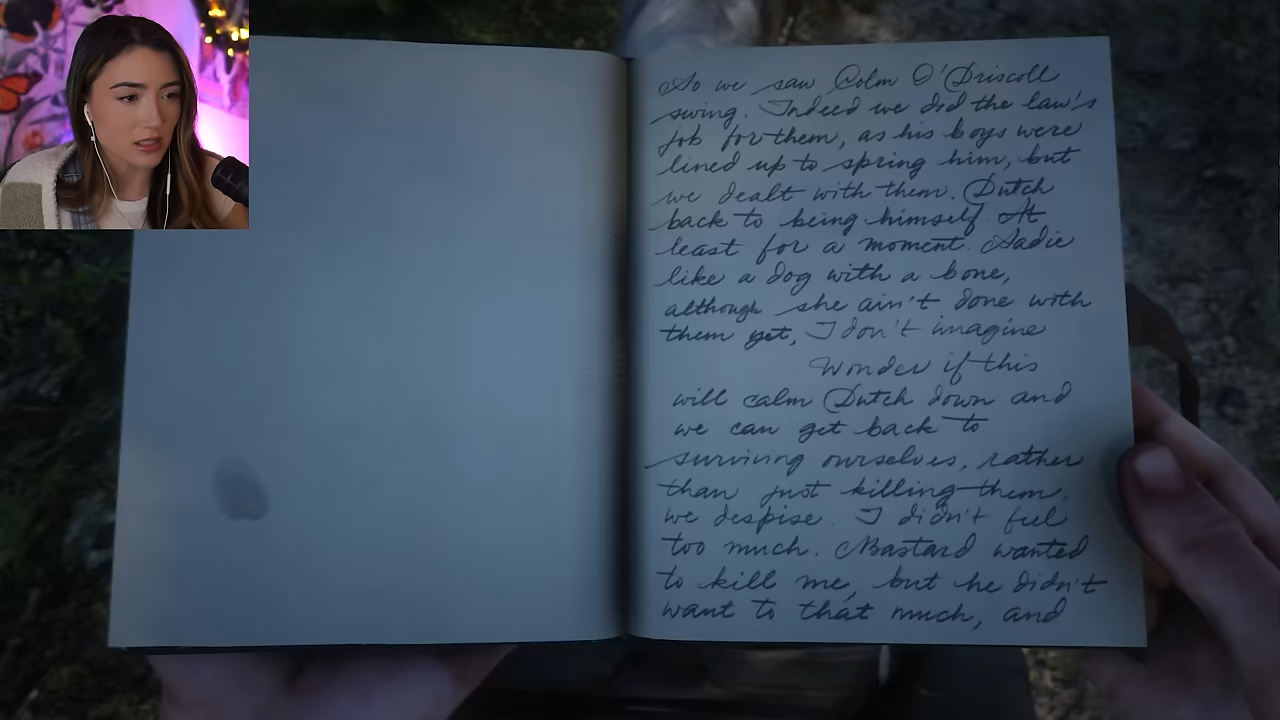 So we saw Colm O'Driscoll
swing. Indeed we did the law's
job for them, as his boys were
lined up to spring him, but
we dealt with them. Dutch
back to being himself At
least for a moment. Sadie
like a dog with a bone,
although she ain't done with
them yet, I don't imagine.
Wonder if this
will calm Dutch down and
we can get back to
surviving ourselves, rather
than just killing them
we despise. I didn't feel
too much. Bastard wanted
to kill me, but he didn't
want to that much, and